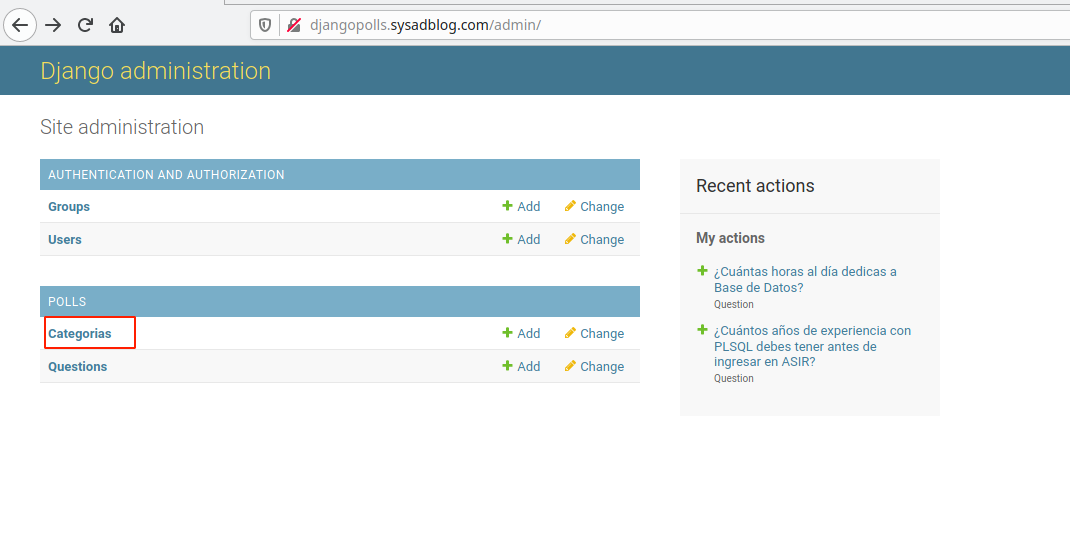 djangopolls.sysadblog.com/admin/
Django administration
Site administration
AUTHENTICATION AND AUTHORIZATION
Groups Add Change
Users Add Change
POLLS
Categorias Add Change
Questions Add Change
Recent actions
My actions
¿Cuántas horas al día dedicas a
Base de Datos?
Question
¿Cuántos años de experiencia con
PLSQL debes tener antes de
ingresar en ASIR?
Question